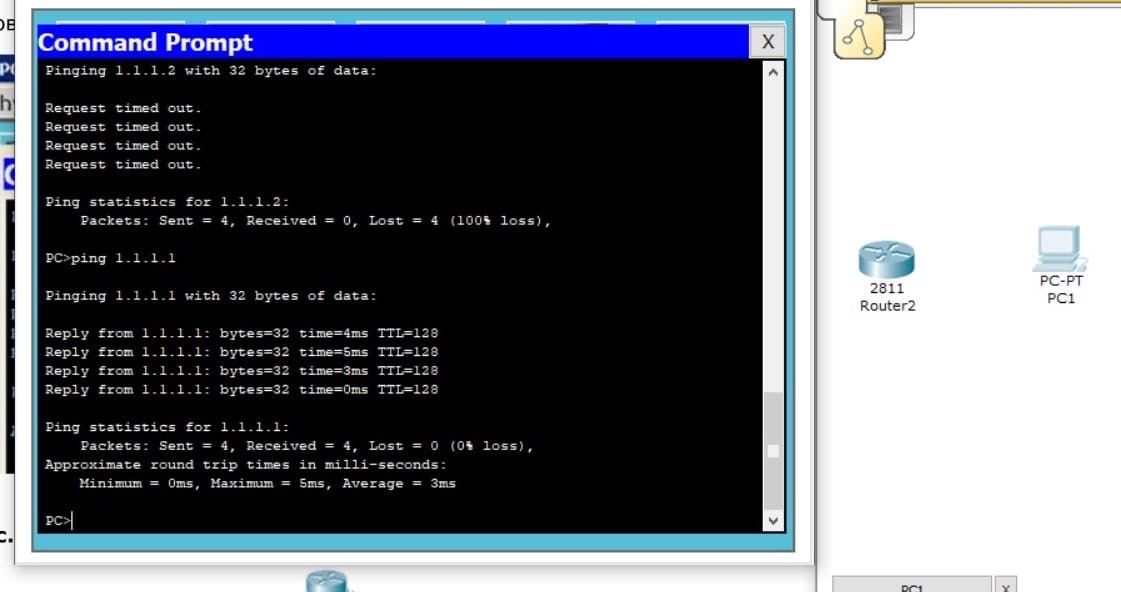 Command Prompt
X
Pinging 1.1.1.2 with 32 bytes of data:
Request timed out.
Request timed out.
Request timed out.
Request timed out.
Ping statistics for 1.1.1.2:
Packets: Sent = 4, Received = 0, Lost = 4 (100% loss),
PC>ping 1.1.1.1
Pinging 1.1.1.1 with 32 bytes of data:
Reply from 1.1.1.1: bytes=32 time=4ms TTL=128
Reply from 1.1.1.1: bytes=32 time=5ms TTL=128
Reply from 1.1.1.1: bytes=32 time=3ms TTL=128
Reply from 1.1.1.1: bytes=32 time=0ms TTL=128
Ping statistics for 1.1.1.1:
Packets: Sent = 4, Received = 4, Lost = 0 (0% loss),
Approximate round trip times in milli-seconds:
Minimum = 0ms, Maximum = 5ms, Average = 3ms
PC>
2811
Router2
PC-PT
PC1
PC1
X